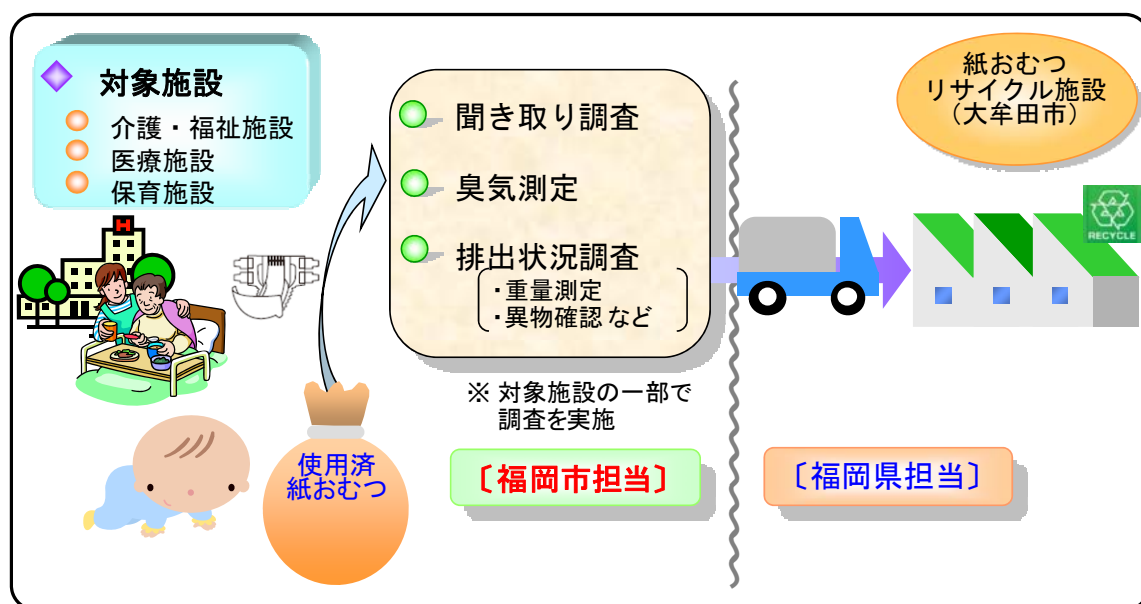 対象施設
介護・福祉施設
医療施設
保育施設
聞き取り調査
臭気測定
排出状況調査
・重量測定
・異物確認 など
※ 対象施設の一部で
調査を実施
使用済
紙おむつ
〔福岡市担当〕
紙おむつ
リサイクル施設
（大牟田市）
RECYCLE
〔福岡県担当〕
H